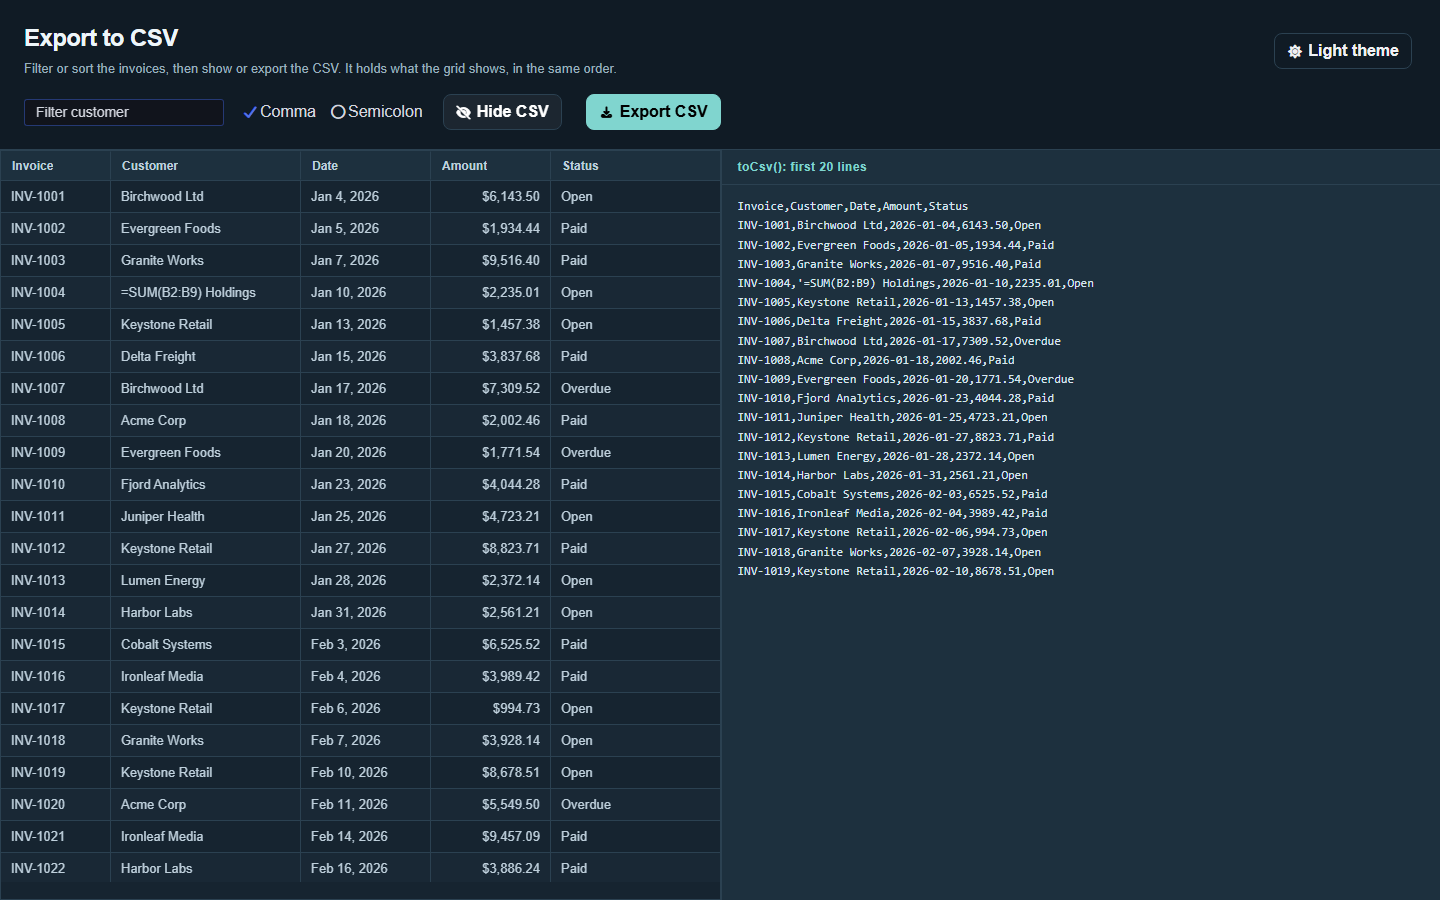 Export to CSV
Filter or sort the invoices, then show or export the CSV. It holds what the grid shows, in the same order.
Light theme
Filter customer
Comma
Semicolon
Hide CSV
Export CSV
Invoice Customer Date Amount Status
INV-1001 Birchwood Ltd Jan 4, 2026 $6,143.50 Open
INV-1002 Evergreen Foods Jan 5, 2026 $1,934.44 Paid
INV-1003 Granite Works Jan 7, 2026 $9,516.40 Paid
INV-1004 =SUM(B2:B9) Holdings Jan 10, 2026 $2,235.01 Open
INV-1005 Keystone Retail Jan 13, 2026 $1,457.38 Open
INV-1006 Delta Freight Jan 15, 2026 $3,837.68 Paid
INV-1007 Birchwood Ltd Jan 17, 2026 $7,309.52 Overdue
INV-1008 Acme Corp Jan 18, 2026 $2,002.46 Paid
INV-1009 Evergreen Foods Jan 20, 2026 $1,771.54 Overdue
INV-1010 Fjord Analytics Jan 23, 2026 $4,044.28 Paid
INV-1011 Juniper Health Jan 25, 2026 $4,723.21 Open
INV-1012 Keystone Retail Jan 27, 2026 $8,823.71 Paid
INV-1013 Lumen Energy Jan 28, 2026 $2,372.14 Open
INV-1014 Harbor Labs Jan 31, 2026 $2,561.21 Open
INV-1015 Cobalt Systems Feb 3, 2026 $6,525.52 Paid
INV-1016 Ironleaf Media Feb 4, 2026 $3,989.42 Paid
INV-1017 Keystone Retail Feb 6, 2026 $994.73 Open
INV-1018 Granite Works Feb 7, 2026 $3,928.14 Open
INV-1019 Keystone Retail Feb 10, 2026 $8,678.51 Open
INV-1020 Acme Corp Feb 11, 2026 $5,549.50 Overdue
INV-1021 Ironleaf Media Feb 14, 2026 $9,457.09 Paid
INV-1022 Harbor Labs Feb 16, 2026 $3,886.24 Paid
toCsv(): first 20 lines
Invoice,Customer,Date,Amount,Status
INV-1001,Birchwood Ltd,2026-01-04,6143.50,Open
INV-1002,Evergreen Foods,2026-01-05,1934.44,Paid
INV-1003,Granite Works,2026-01-07,9516.40,Paid
INV-1004,'=SUM(B2:B9) Holdings,2026-01-10,2235.01,Open
INV-1005,Keystone Retail,2026-01-13,1457.38,Open
INV-1006,Delta Freight,2026-01-15,3837.68,Paid
INV-1007,Birchwood Ltd,2026-01-17,7309.52,Overdue
INV-1008,Acme Corp,2026-01-18,2002.46,Paid
INV-1009,Evergreen Foods,2026-01-20,1771.54,Overdue
INV-1010,Fjord Analytics,2026-01-23,4044.28,Paid
INV-1011,Juniper Health,2026-01-25,4723.21,Open
INV-1012,Keystone Retail,2026-01-27,8823.71,Paid
INV-1013,Lumen Energy,2026-01-28,2372.14,Open
INV-1014,Harbor Labs,2026-01-31,2561.21,Open
INV-1015,Cobalt Systems,2026-02-03,6525.52,Paid
INV-1016,Ironleaf Media,2026-02-04,3989.42,Paid
INV-1017,Keystone Retail,2026-02-06,994.73,Open
INV-1018,Granite Works,2026-02-07,3928.14,Open
INV-1019,Keystone Retail,2026-02-10,8678.51,Open